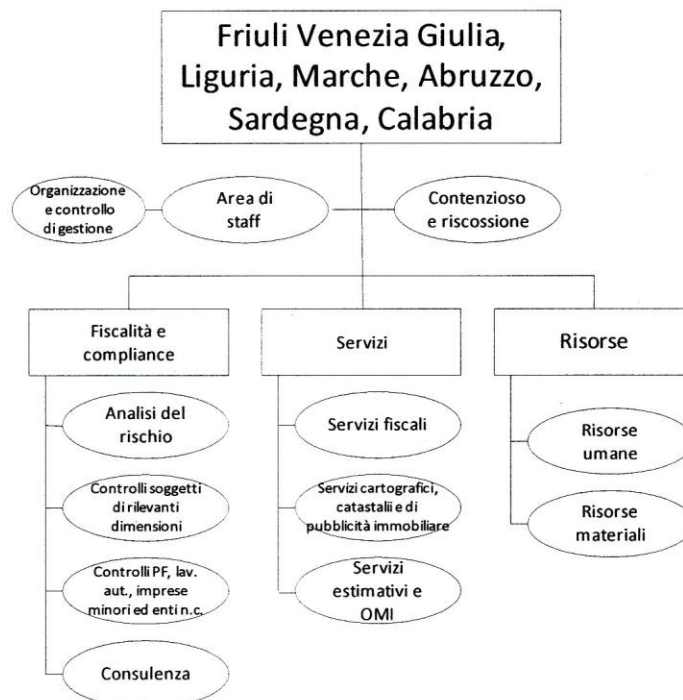 Friuli Venezia Giulia,
Liguria, Marche, Abruzzo,
Sardegna, Calabria
Organizzazione
e controllo
di gestione
Area di
staff
Contenzioso
e riscossione
Fiscalità e
compliance
Servizi
Risorse
Analisi del
rischio
Controlli soggetti
di rilevanti
dimensioni
Controlli PF, lav.
aut., imprese
minori ed enti n.c.
Consulenza
Servizi fiscali
Servizi cartografici,
catastalii e di
pubblicità immobiliare
Servizi
estimativi e
OMI
Risorse
umane
Risorse
materiali